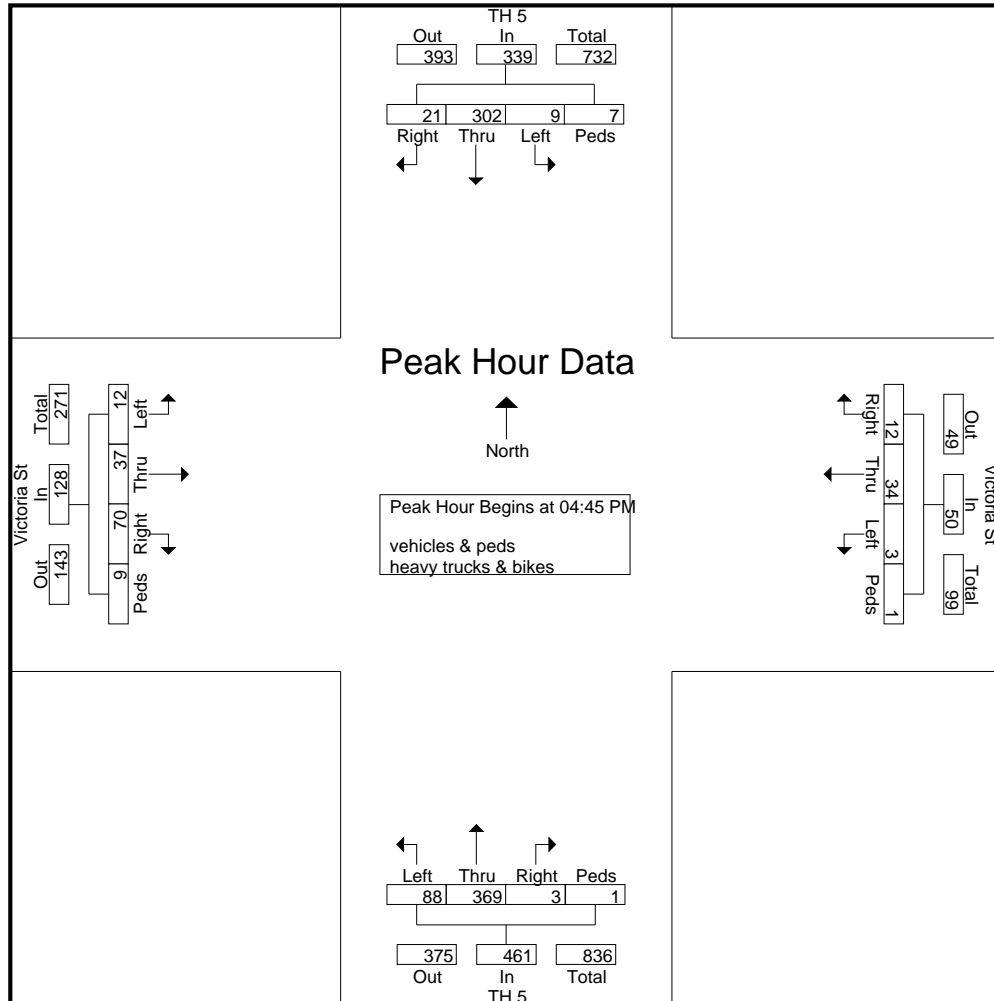 TH 5
Out In Total
393 339 732
21 302 9 7
Right Thru Left Peds
Peak Hour Data
North
Peak Hour Begins at 04:45 PM
vehicles & peds
heavy trucks & bikes
Victoria St
Total In Out
271 128 143
12 37 70 9
Left Thru Right Peds
Right Thru Left Peds
12 34 3 1
Out In Total
49 50 99
Victoria St
Left Thru Right Peds
88 369 3 1
375 461 836
Out In Total
TH 5